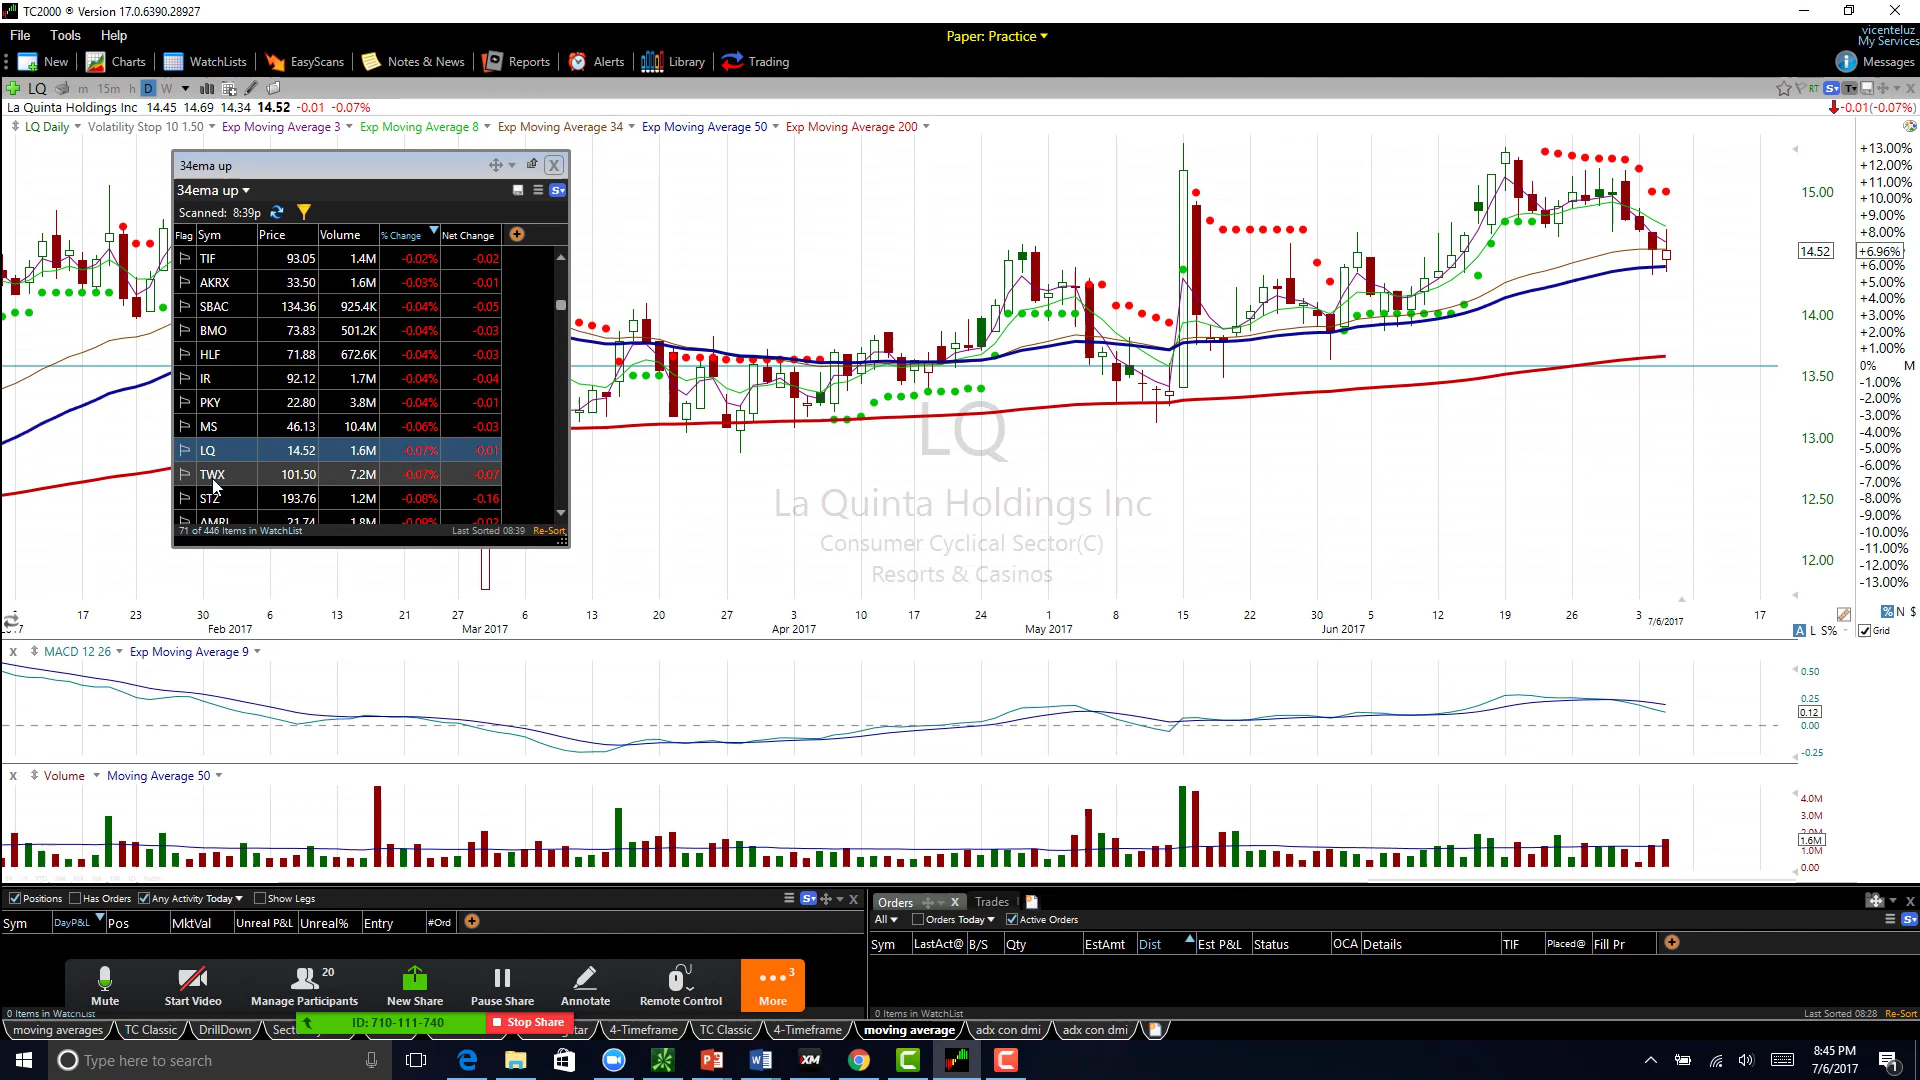 TC2000 ® Version 17.0.6390.28927
File Tools Help
Paper: Practice
vicenteluz
My Services
New Charts WatchLists EasyScans Notes & News Reports Alerts Library Trading
Messages
LQ m 15m h D W
RT S T
La Quinta Holdings Inc 14.45 14.69 14.34 14.52 -0.01 -0.07%
-0.01(-0.07%)
LQ Daily Volatility Stop 10 1.50 Exp Moving Average 3 Exp Moving Average 8 Exp Moving Average 34 Exp Moving Average 50 Exp Moving Average 200
34ema up X
34ema up
S
Scanned: 8:39p
Flag Sym Price Volume % Change Net Change
TIF 93.05 1.4M -0.02% -0.02
AKRX 33.50 1.6M -0.03% -0.01
SBAC 134.36 925.4K -0.04% -0.05
BMO 73.83 501.2K -0.04% -0.03
HLF 71.88 672.6K -0.04% -0.03
IR 92.12 1.7M -0.04% -0.04
PKY 22.80 3.8M -0.04% -0.01
MS 46.13 10.4M -0.06% -0.03
LQ 14.52 1.6M -0.07% -0.01
TWX 101.50 7.2M -0.07% -0.07
STZ 193.76 1.2M -0.08% -0.16
AMRI 21.74 1.8M -0.09% -0.02
71 of 446 Items in WatchList Last Sorted 08:39 Re-Sort
15.00
14.52
14.00
13.50
13.00
12.50
12.00
+13.00%
+12.00%
+11.00%
+10.00%
+9.00%
+8.00%
+6.96%
+6.00%
+5.00%
+4.00%
+3.00%
+2.00%
+1.00%
0% M
-1.00%
-2.00%
-3.00%
-4.00%
-5.00%
-6.00%
-7.00%
-8.00%
-9.00%
-10.00%
-11.00%
-12.00%
-13.00%
LQ
La Quinta Holdings Inc
Consumer Cyclical Sector(C)
Resorts & Casinos
17 23 30 6 13 21 27 6 13 20 27 3 10 17 24 1 8 15 22 30 5 12 19 26 3 17
Feb 2017 Mar 2017 Apr 2017 May 2017 Jun 2017 7/6/2017
% N $
A L S% Grid
X MACD 12 26 Exp Moving Average 9
0.50
0.25
0.12
0.00
-0.25
X Volume Moving Average 50
4.0M
3.0M
1.6M
1.0M
0.00
Positions Has Orders Any Activity Today Show Legs
S X
Sym DayP&L Pos MktVal Unreal P&L Unreal% Entry #Ord
Orders X Trades
All Orders Today Active Orders
Sym LastAct@ B/S Qty EstAmt Dist Est P&L Status OCA Details TIF Placed@ Fill Pr
Mute
Start Video
20
Manage Participants
New Share
Pause Share
Annotate
Remote Control
3
More
ID: 710-111-740 Stop Share
0 Items in WatchList
0 Items in WatchList Last Sorted 08:28 Re-Sort
moving averages TC Classic DrillDown 4-Timeframe TC Classic 4-Timeframe moving average adx con dmi adx con dmi
Type here to search
XM
8:45 PM
7/6/2017
1